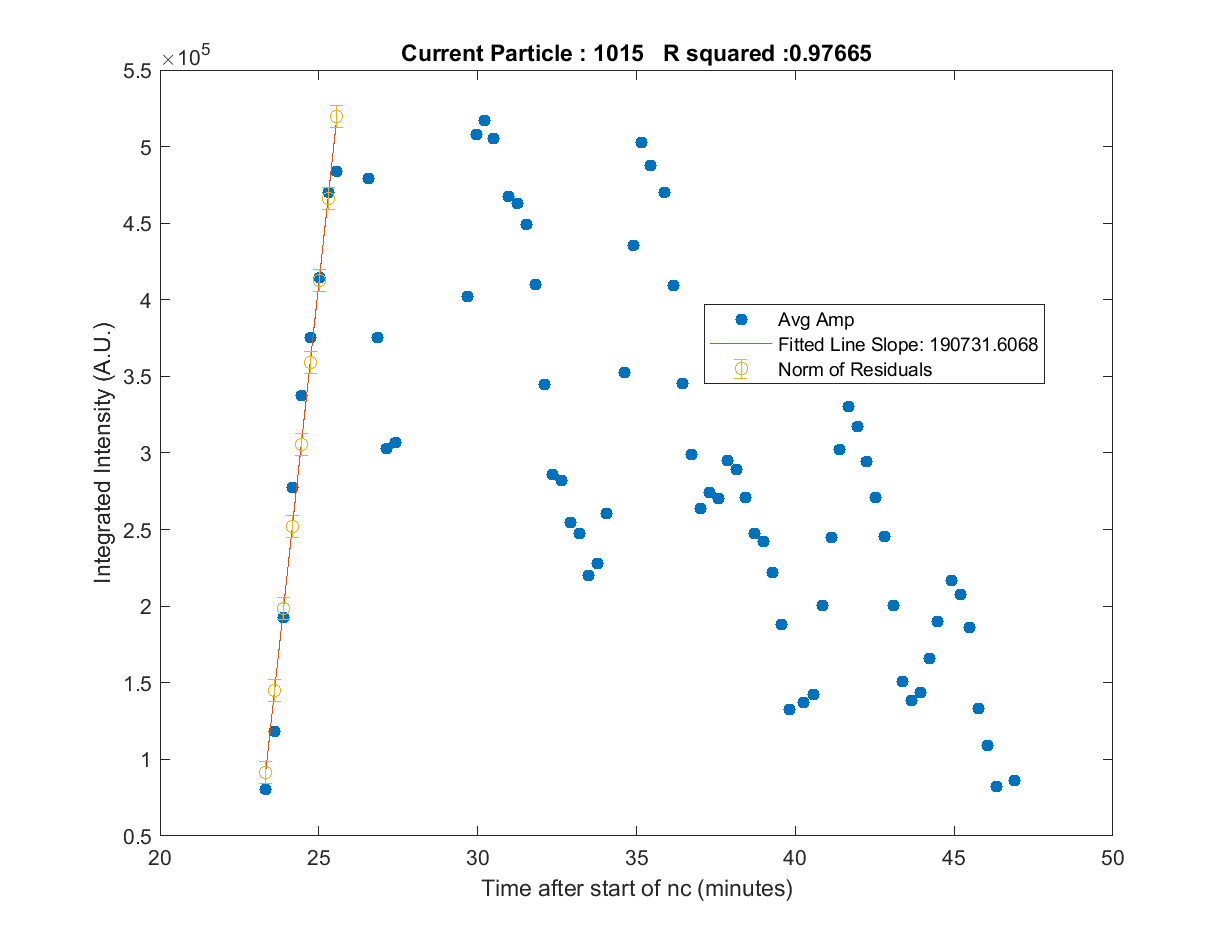 Current Particle : 1015   R squared :0.97665
×10^5
5.5
5
4.5
4
3.5
3
2.5
2
1.5
1
0.5
20 25 30 35 40 45 50
Time after start of nc (minutes)
Integrated Intensity (A.U.)
Avg Amp
Fitted Line Slope: 190731.6068
Norm of Residuals